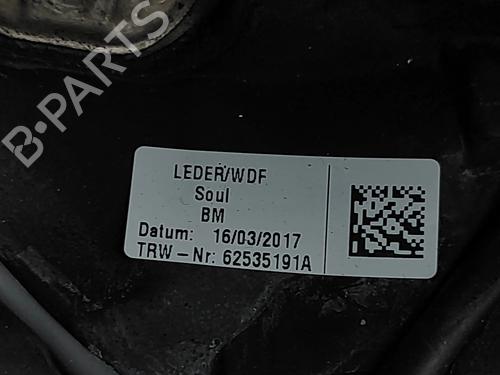 B-PARTS
LEDER/WDF
Soul
BM
Datum: 16/03/2017
TRW-Nr: 62535191A